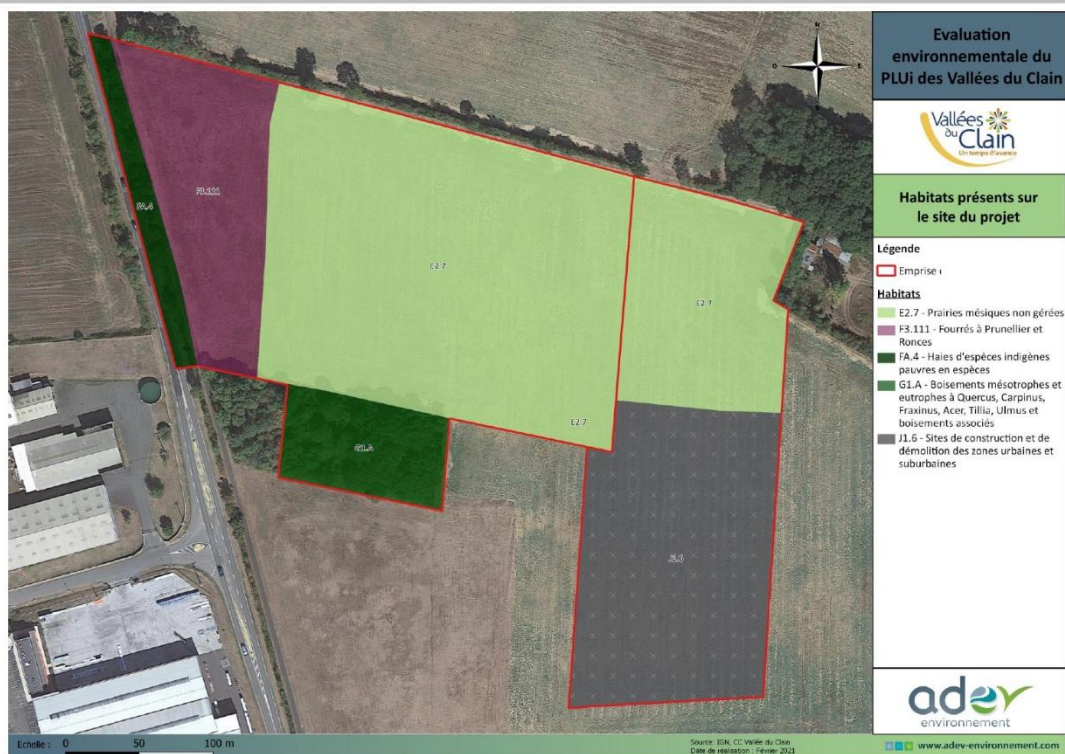 Evaluation
environnementale du
PLUi des Vallées du Clain
Vallées
du
Clain
Un temps d'avance
Habitats présents sur
le site du projet
Légende
Emprise
Habitats
E2.7 - Prairies mésiques non gérées
F3.111 - Fourrés à Prunellier et
Ronces
FA.4 - Haies d'espèces indigènes
pauvres en espèces
G1.A - Boisements mésotrophes et
eutrophes à Quercus, Carpinus,
Fraxinus, Acer, Tillia, Ulmus et
boisements associés
J1.6 - Sites de construction et de
démolition des zones urbaines et
suburbaines
N
O
E
S
FA.4
F3.111
E2.7
E2.7
E2.7
G1.A
J1.6
adev
environnement
Echelle : 0 50 100 m
Source: IGN, CC Vallée du Clain
Date de réalisation : Février 2021
www.adev-environnement.com